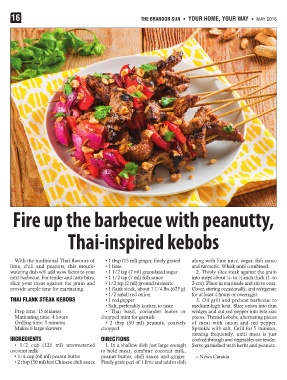 16
THE BRANDON SUN • YOUR HOME, YOUR WAY • MAY 2016
Fire up the barbecue with peanutty,
Thai-inspired kebobs
With the traditional Thai flavours of
lime, chili and peanuts, this mouth-
watering dish will add wow factor to your
next barbecue. For tender and tasty bites,
slice your meat against the grain and
provide ample time for marinating.
THAI FLANK STEAK KEBOBS
Prep time: 15 minutes
Marinating time: 4 hours
Grilling time: 5 minutes
Makes 8 large skewers
INGREDIENTS
• 1/2 cup (125 ml) unsweetened
coconut milk
• 1/4 cup (60 ml) peanut butter
• 2 tbsp (30 ml) hot Chinese chili sauce
• 1 tbsp (15 ml) ginger, finely grated
• 1 lime
• 1 1/2 tsp (7 ml) granulated sugar
• 1 1/2 tsp (7 ml) fish sauce
• 1/2 tsp (2 ml) ground turmeric
• 1 flank steak, about 1 1/4 lbs (625 g)
• 1/2 small red onion
• 1 red pepper
• Salt, preferably kosher, to taste
• Thai basil, coriander leaves or
chopped mint for garnish
• 2 tbsp (30 ml) peanuts, coarsely
chopped
DIRECTIONS
1. In a shallow dish just large enough
to hold meat, combine coconut milk,
peanut butter, chili sauce and ginger.
Finely grate peel of 1 lime and add to dish
along with lime juice, sugar, fish sauce
and turmeric. Whisk until combined.
2. Thinly slice steak against the grain
into strips about
Place in marinade and stir to coat.
Cover, stirring occasionally, and refrigerate
for at least 4 hours or overnight.
3. Oil grill and preheat barbecue to
medium-high heat. Slice onion into thin
wedges and cut red pepper into bite-size
pieces. Thread kebobs, alternating pieces
of meat with onion and red pepper.
Sprinkle with salt. Grill for 5 minutes,
turning frequently, until meat is just
cooked through and vegetables are tender.
Serve garnished with herbs and peanuts.
– News Canada